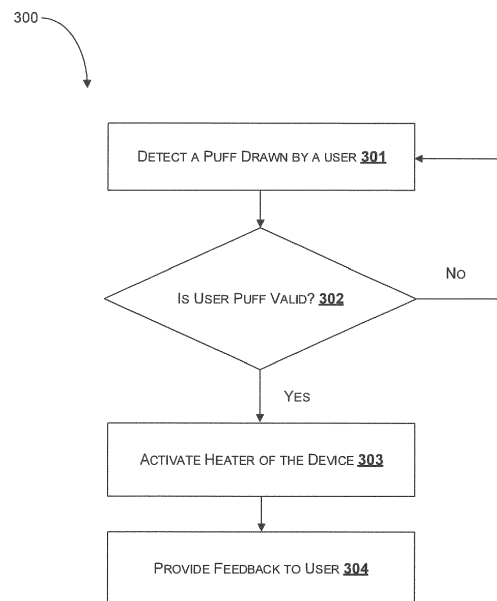 300
DETECT A PUFF DRAWN BY A USER 301
IS USER PUFF VALID? 302
NO
YES
ACTIVATE HEATER OF THE DEVICE 303
PROVIDE FEEDBACK TO USER 304